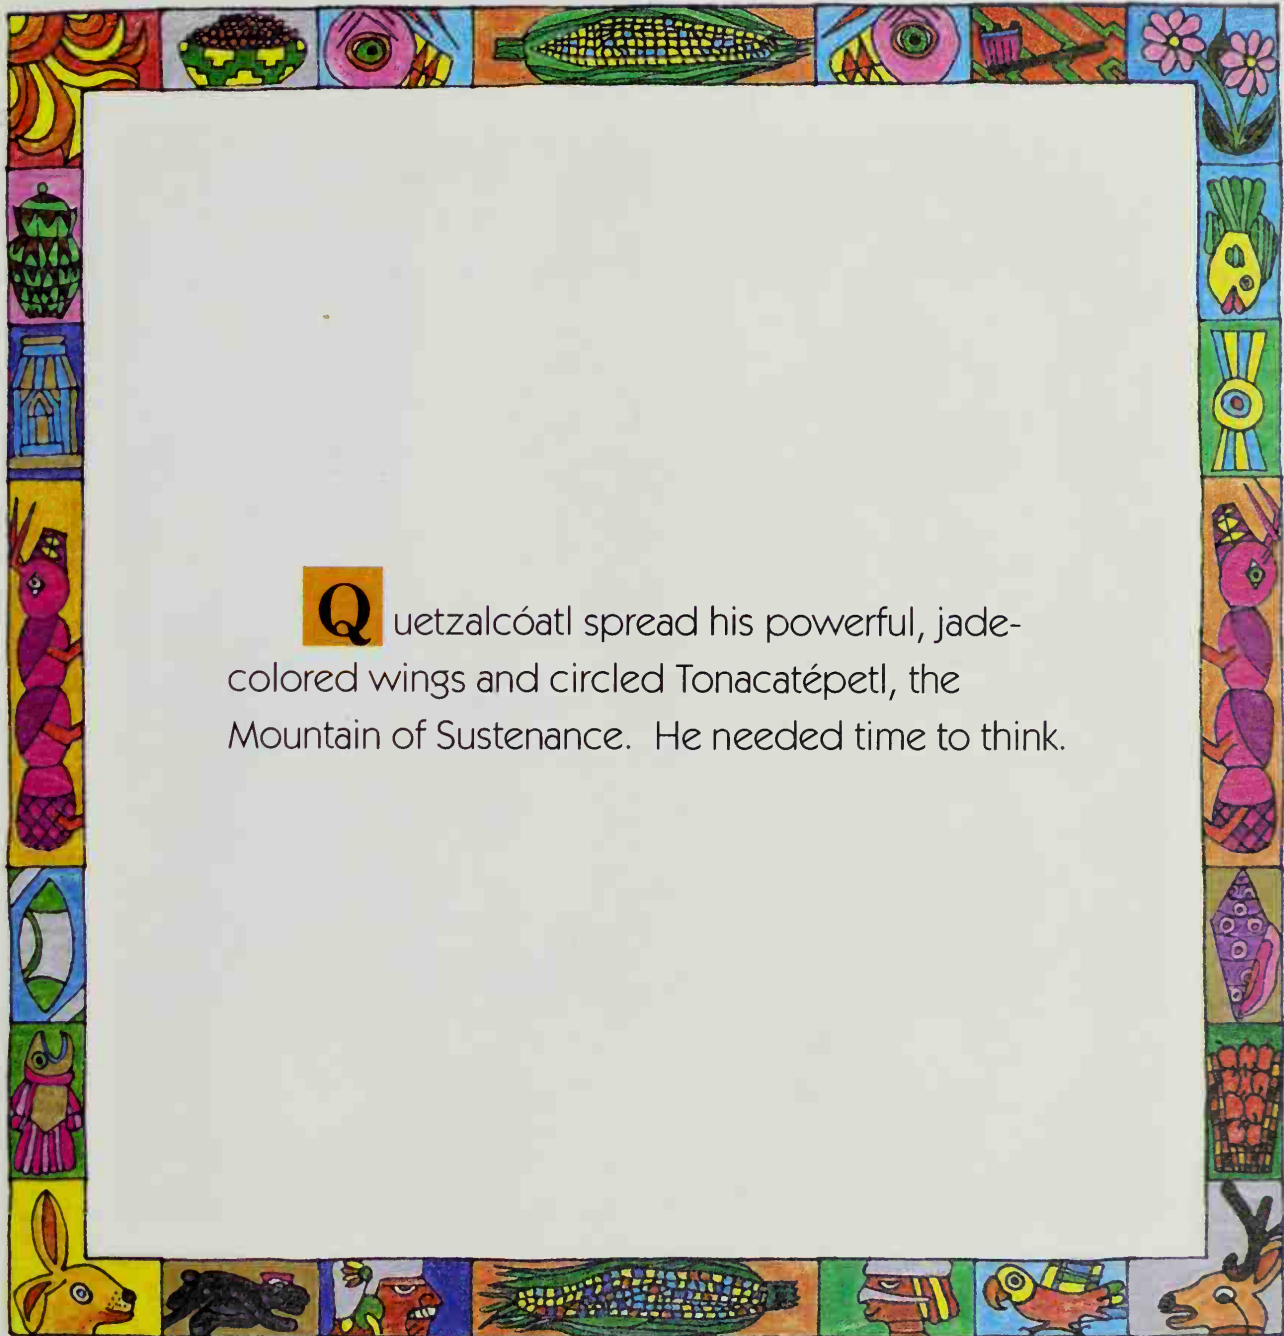 Quetzalcóatl spread his powerful, jade-
colored wings and circled Tonacatépetl, the
Mountain of Sustenance. He needed time to think.